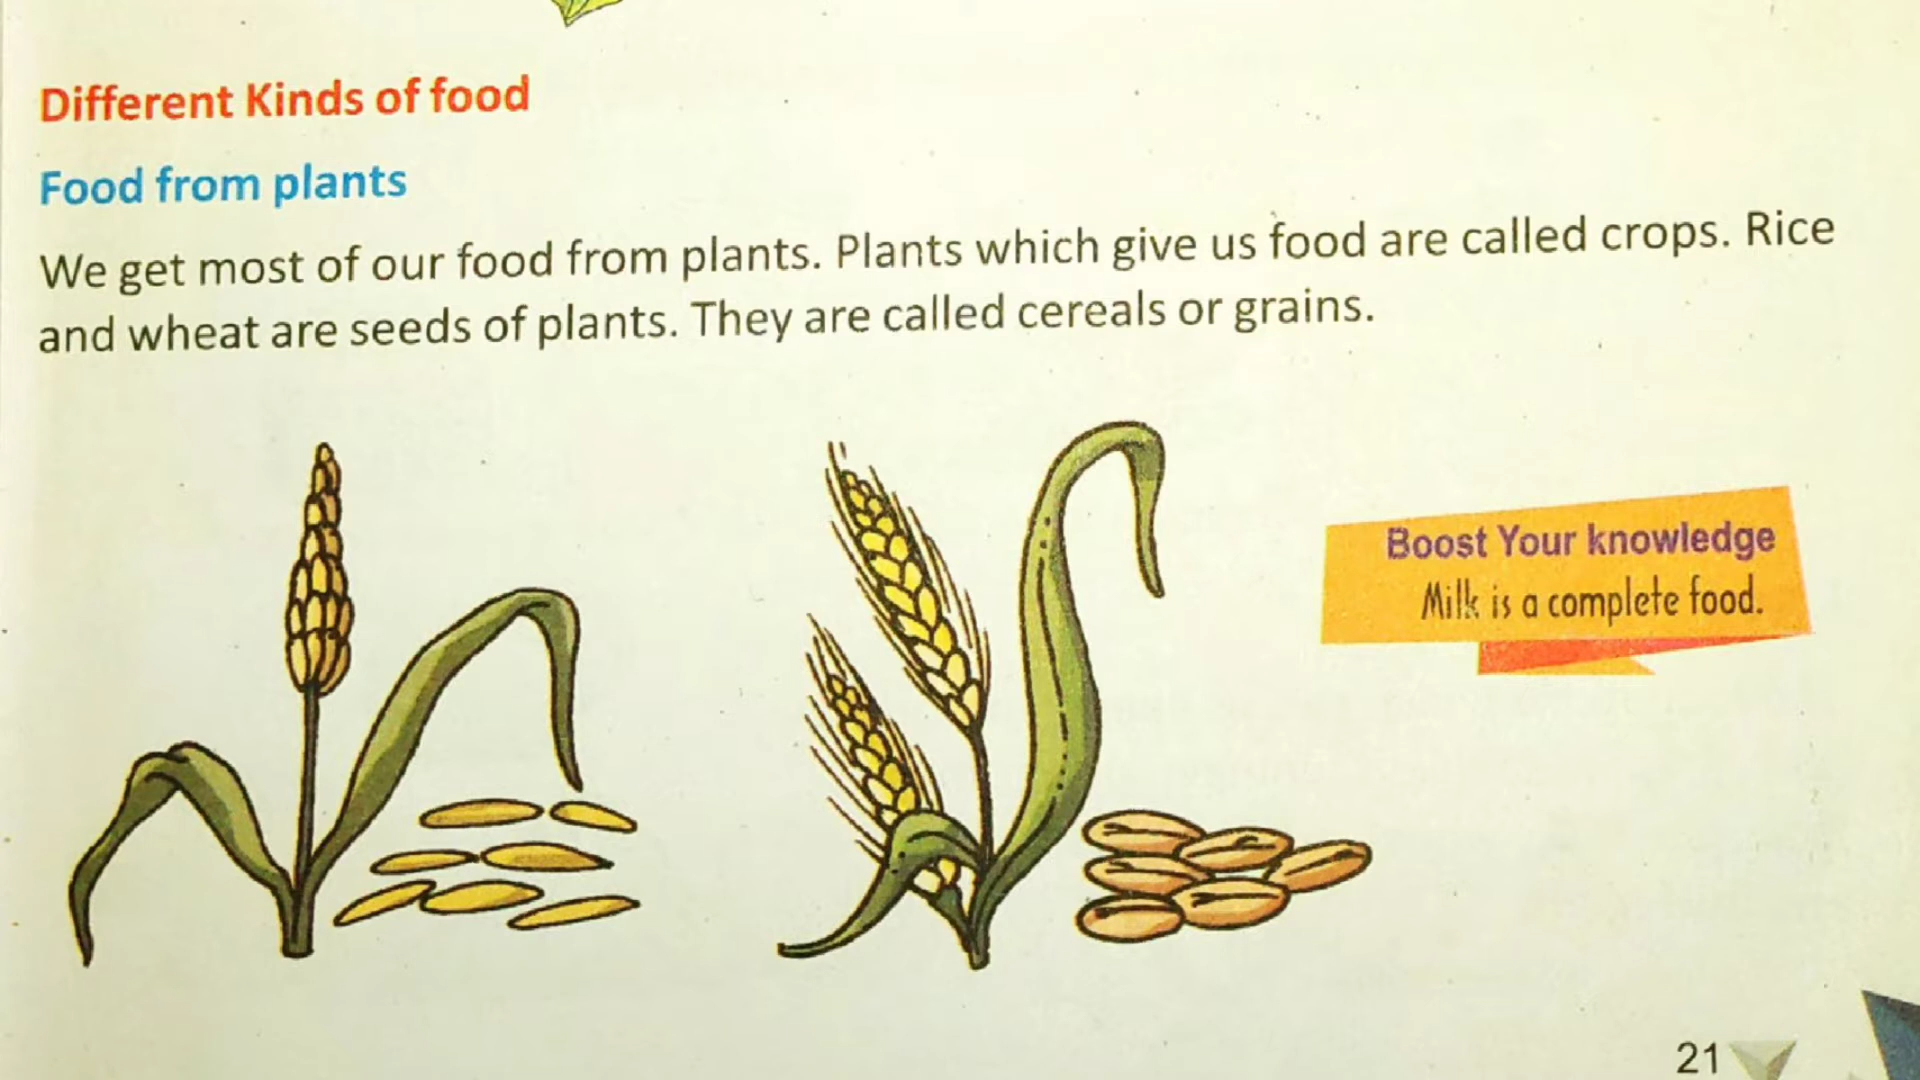 Different Kinds of food
Food from plants
We get most of our food from plants. Plants which give us food are called crops. Rice
and wheat are seeds of plants. They are called cereals or grains.
Boost Your knowledge
Milk is a complete food.
21